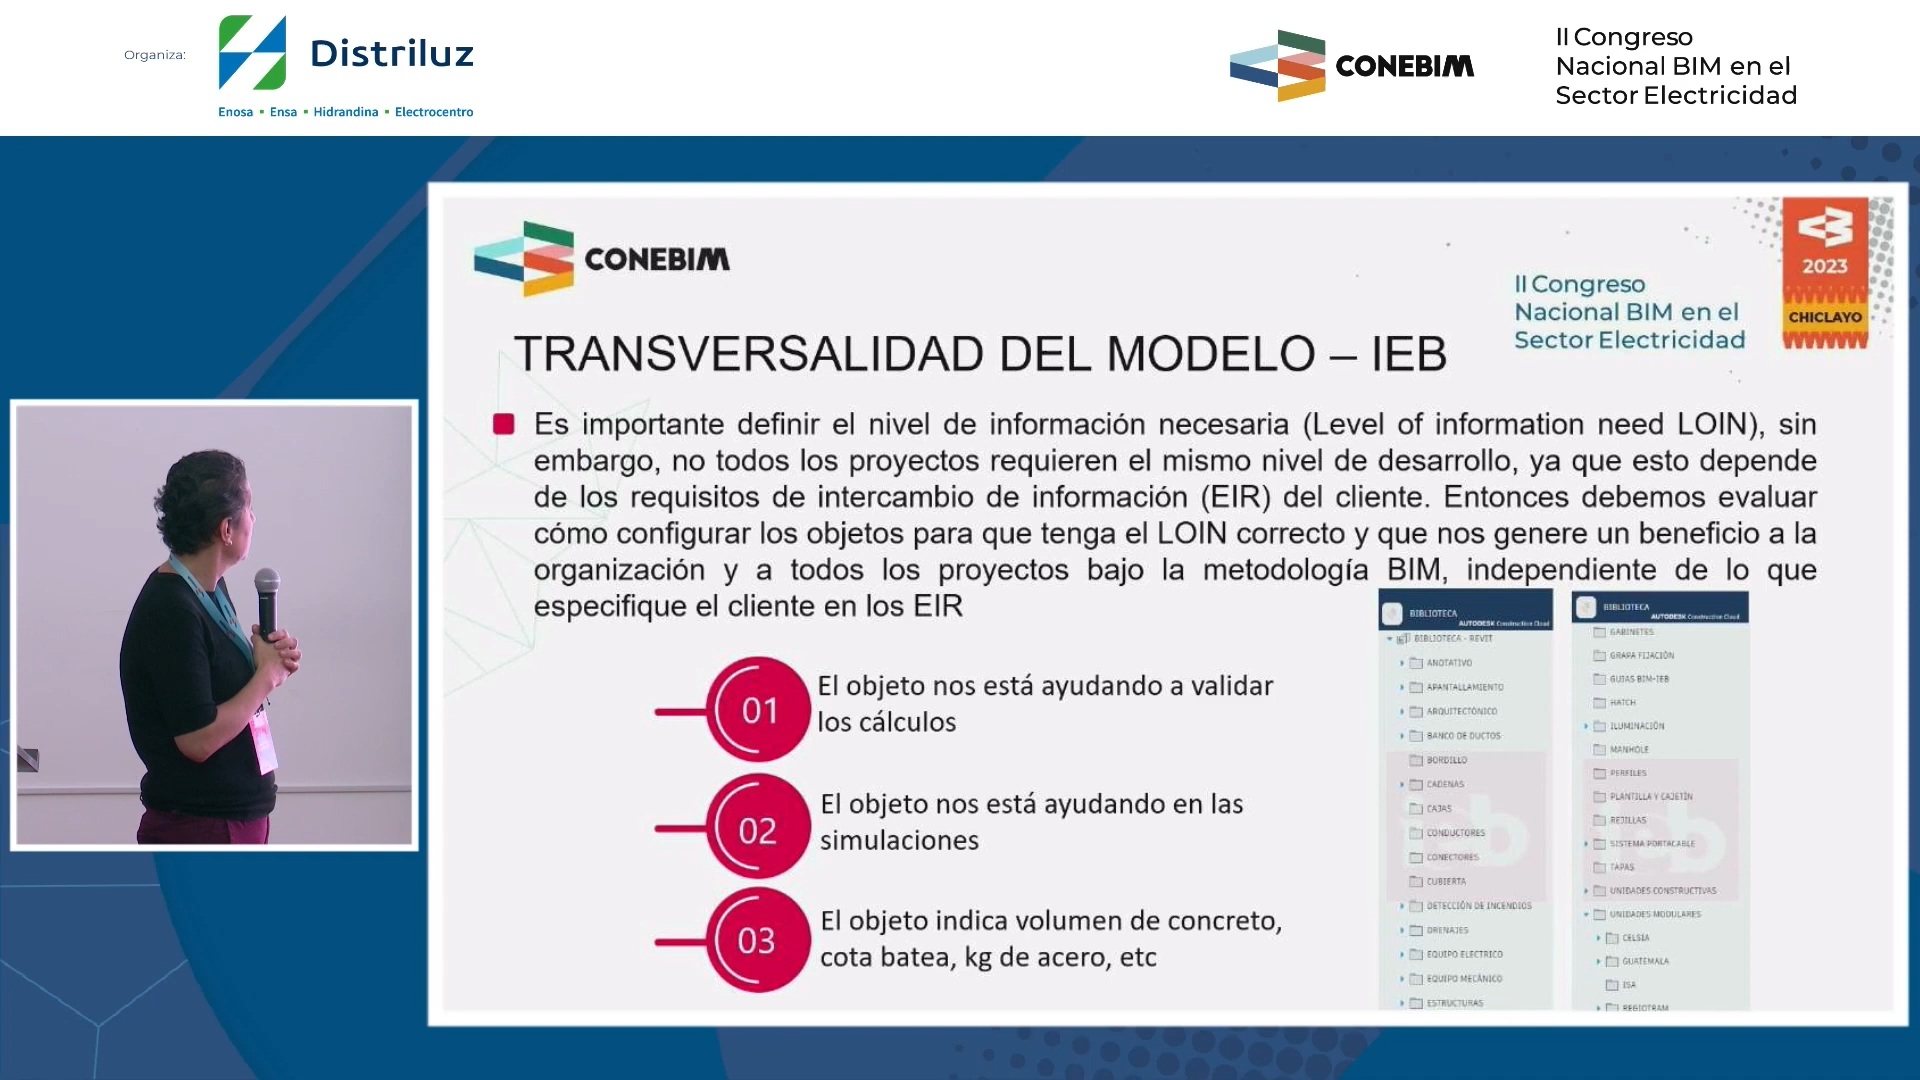 Organiza:
Distriluz
Enosa ▪ Ensa ▪ Hidrandina ▪ Electrocentro
CONEBIM
II Congreso
Nacional BIM en el
Sector Electricidad
CONEBIM
II Congreso
Nacional BIM en el
Sector Electricidad
2023
CHICLAYO
TRANSVERSALIDAD DEL MODELO – IEB
Es importante definir el nivel de información necesaria (Level of information need LOIN), sin
embargo, no todos los proyectos requieren el mismo nivel de desarrollo, ya que esto depende
de los requisitos de intercambio de información (EIR) del cliente. Entonces debemos evaluar
cómo configurar los objetos para que tenga el LOIN correcto y que nos genere un beneficio a la
organización y a todos los proyectos bajo la metodología BIM, independiente de lo que
especifique el cliente en los EIR
01
El objeto nos está ayudando a validar
los cálculos
02
El objeto nos está ayudando en las
simulaciones
03
El objeto indica volumen de concreto,
cota batea, kg de acero, etc
BIBLIOTECA
AUTODESK Construction Cloud
BIBLIOTECA - REVIT
ANOTATIVO
APANTALLAMIENTO
ARQUITECTÓNICO
BANCO DE DUCTOS
BORDILLO
CADENAS
CAJAS
CONDUCTORES
CONECTORES
CUBIERTA
DETECCIÓN DE INCENDIOS
DRENAJES
EQUIPO ELECTRICO
EQUIPO MECÁNICO
ESTRUCTURAS
BIBLIOTECA
AUTODESK Construction Cloud
GABINETES
GRAPA FIJACIÓN
GUIAS BIM-IEB
HATCH
ILUMINACIÓN
MANHOLE
PERFILES
PLANTILLA Y CAJETÍN
REJILLAS
SISTEMA PORTACABLE
TAPAS
UNIDADES CONSTRUCTIVAS
UNIDADES MODULARES
CELSIA
GUATEMALA
ISA